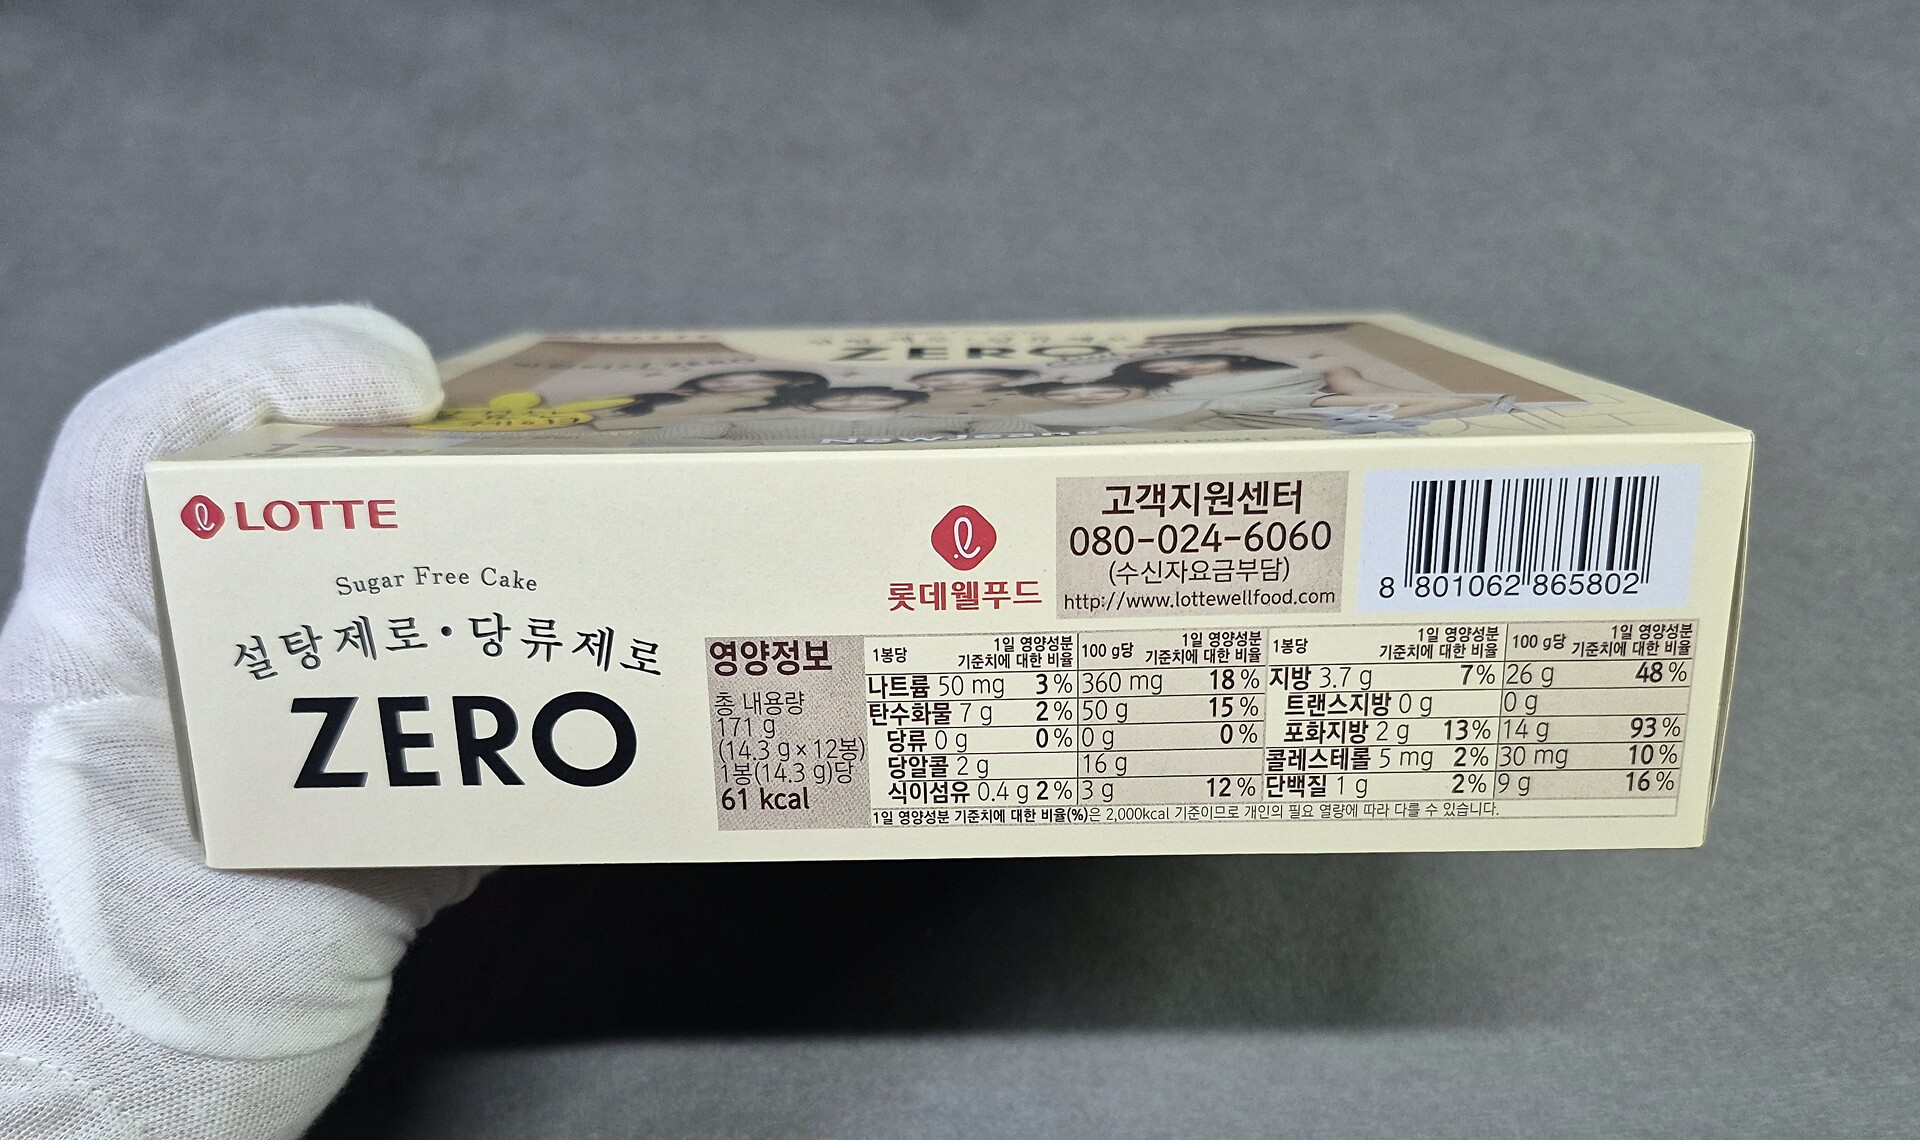 ZERO
NewJeans
LOTTE
Sugar Free Cake
설탕제로·당류제로
ZERO
롯데웰푸드
고객지원센터
080-024-6060
(수신자요금부담)
http://www.lottewellfood.com
8 801062 865802
영양정보
총 내용량
171 g
(14.3 g×12봉)
1봉(14.3 g)당
61 kcal
1봉당 1일 영양성분 기준치에 대한 비율 100 g당 1일 영양성분 기준치에 대한 비율
나트륨 50 mg 3% 360 mg 18%
탄수화물 7 g 2% 50 g 15%
당류 0 g 0% 0 g 0%
당알콜 2 g 16 g
식이섬유 0.4 g 2% 3 g 12%
1봉당 1일 영양성분 기준치에 대한 비율 100 g당 1일 영양성분 기준치에 대한 비율
지방 3.7 g 7% 26 g 48%
트랜스지방 0 g 0 g
포화지방 2 g 13% 14 g 93%
콜레스테롤 5 mg 2% 30 mg 10%
단백질 1 g 2% 9 g 16%
1일 영양성분 기준치에 대한 비율(%)은 2,000kcal 기준이므로 개인의 필요 열량에 따라 다를 수 있습니다.